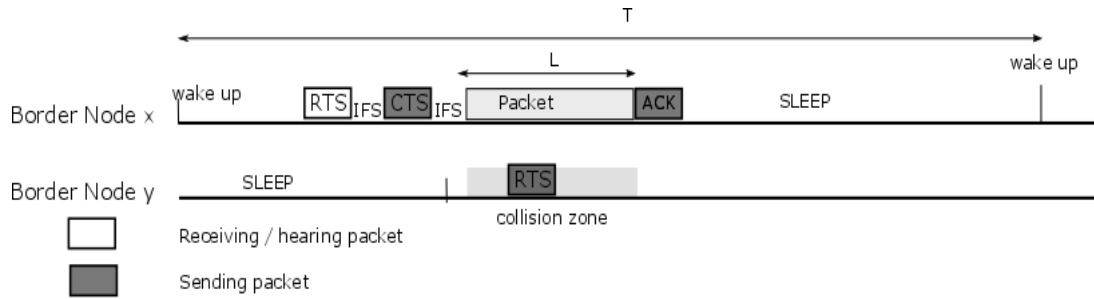 T
L
wake up
wake up
Border Node x
RTS IFS CTS IFS Packet ACK SLEEP
SLEEP
Border Node y
RTS
collision zone
Receiving / hearing packet
Sending packet